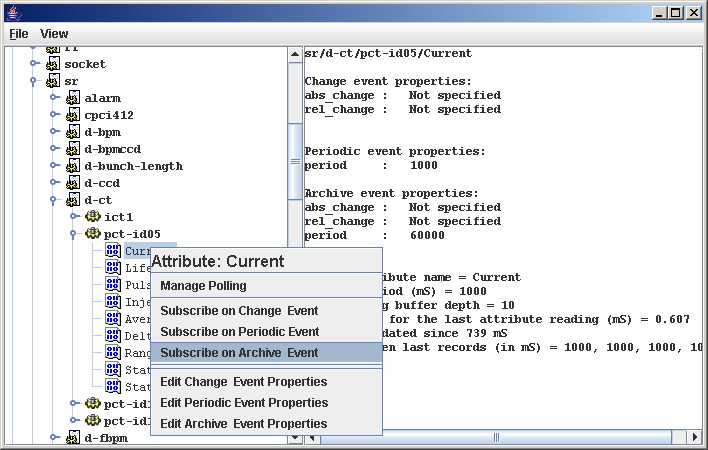 File View
rf
socket
sr
alarm
cpci412
d-bpm
d-bpmccd
d-bunch-length
d-ccd
d-ct
ict1
pct-id05
Curr
Life
Puls
Inje
Aver
Delt
Rang
Stat
Stat
pct-id
pct-id
d-fbpm
sr/d-ct/pct-id05/Current
Change event properties:
abs_change : Not specified
rel_change : Not specified
Periodic event properties:
period : 1000
Archive event properties:
abs_change : Not specified
rel_change : Not specified
period : 60000
ibute name = Current
iod (mS) = 1000
g buffer depth = 10
for the last attribute reading (mS) = 0.607
dated since 739 mS
en last records (in mS) = 1000, 1000, 1000, 10
Attribute: Current
Manage Polling
Subscribe on Change Event
Subscribe on Periodic Event
Subscribe on Archive Event
Edit Change Event Properties
Edit Periodic Event Properties
Edit Archive Event Properties